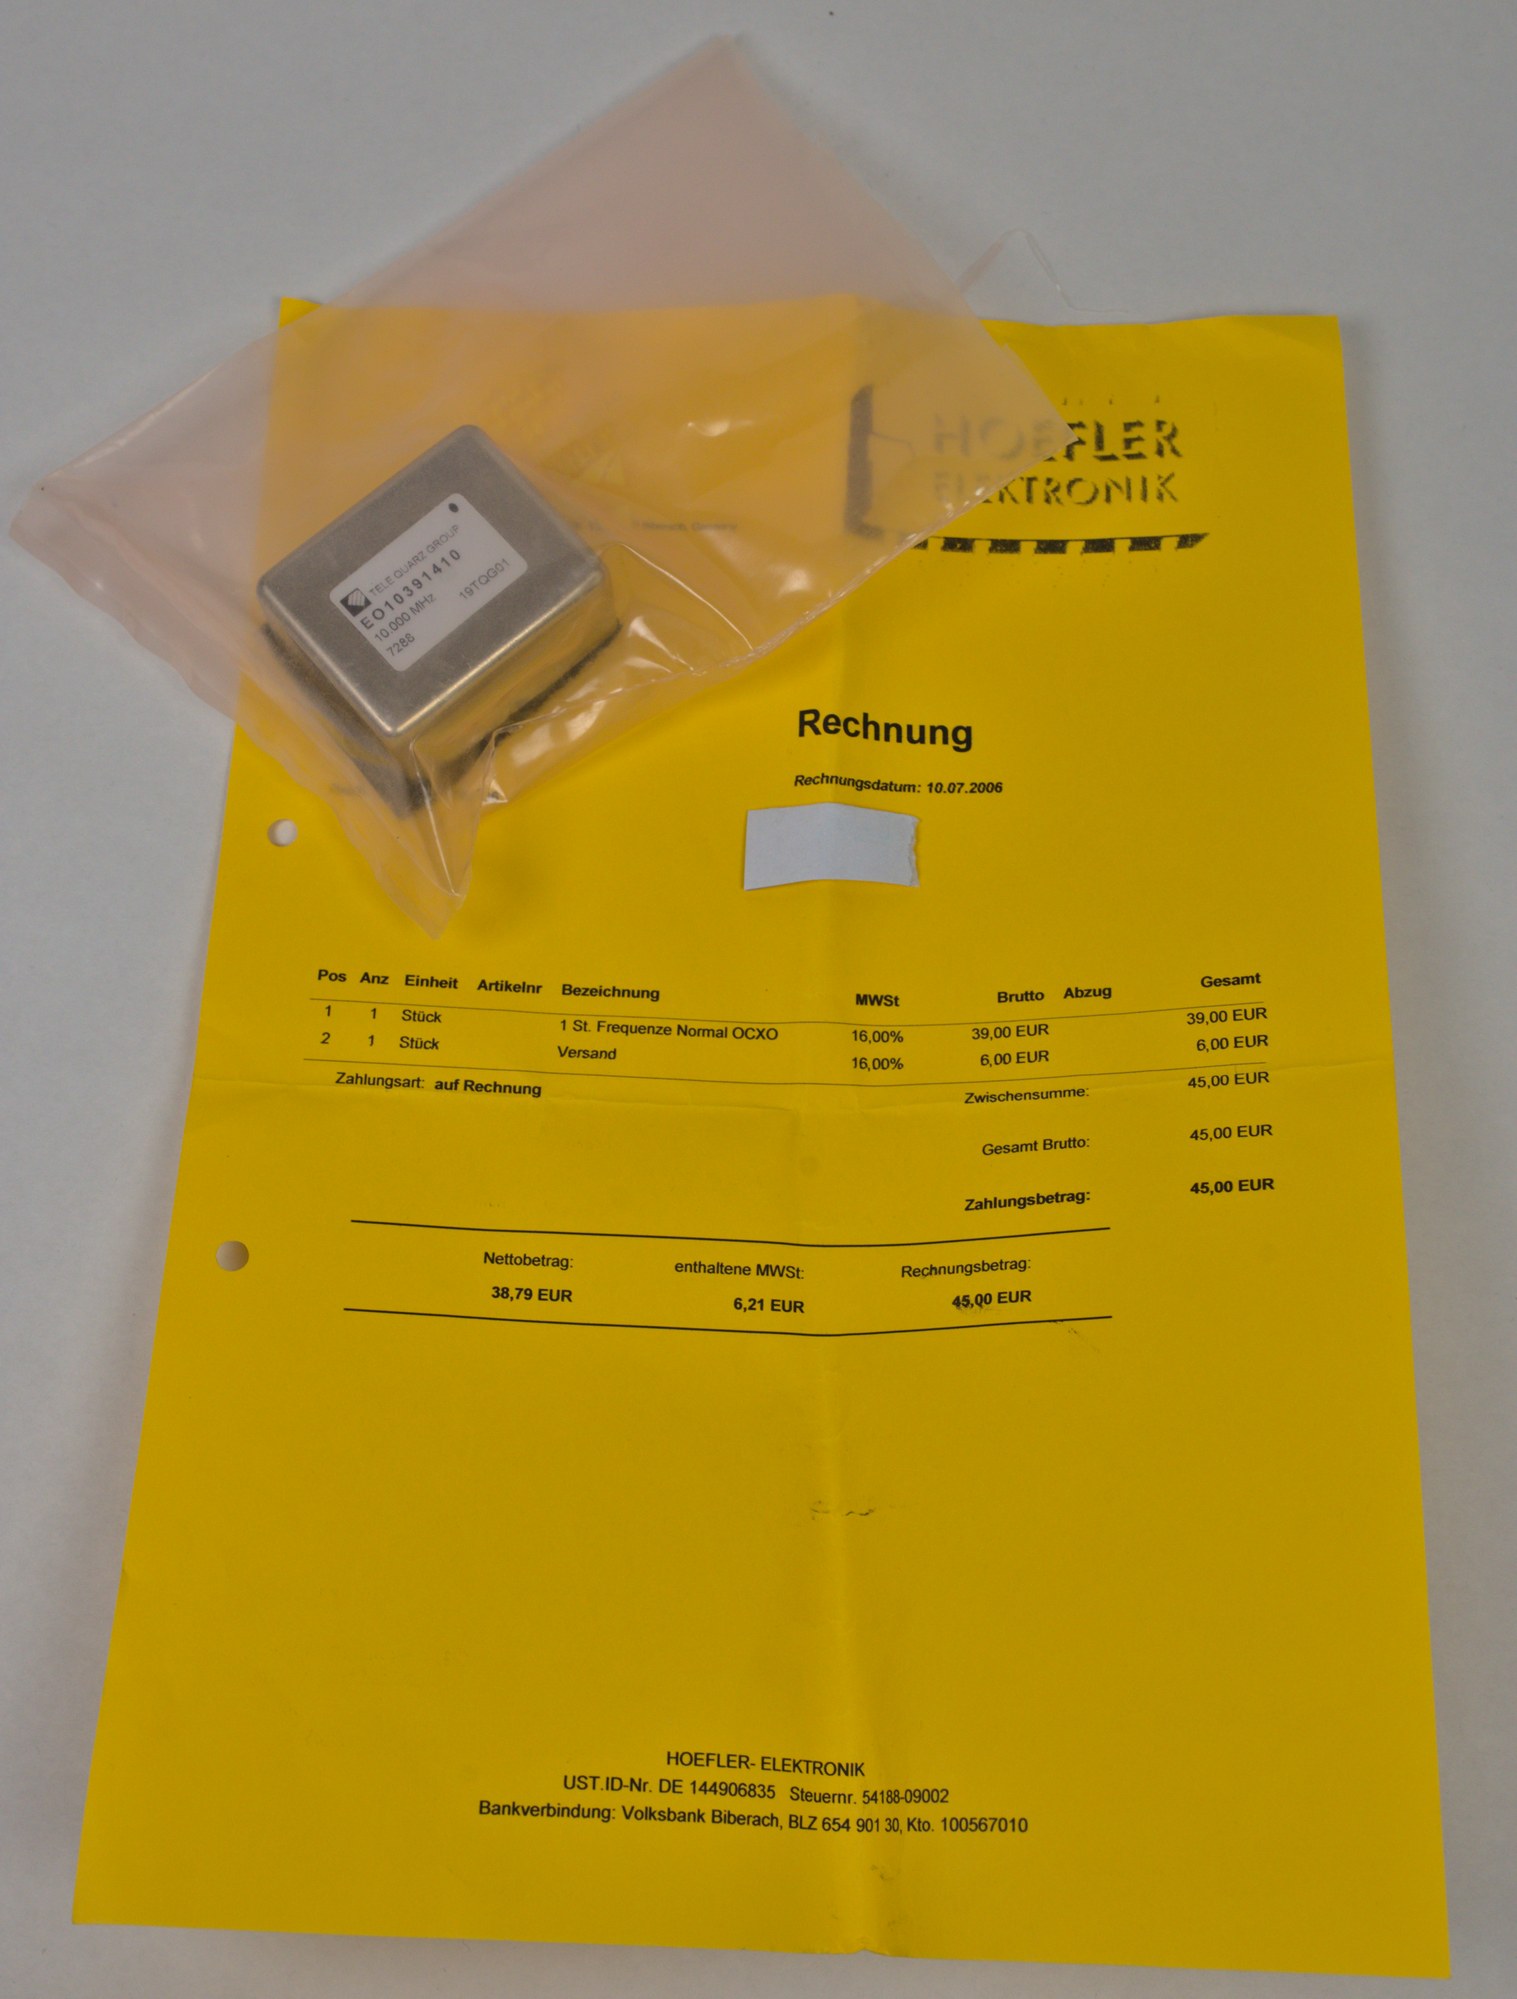 HOEFLER
ELEKTRONIK
TELE QUARZ GROUP
EO10391410
10.000 MHz 19TQG01
7288
Rechnung
Rechnungsdatum: 10.07.2006
Pos Anz Einheit Artikelnr Bezeichnung MWSt Brutto Abzug Gesamt
1 1 Stück 1 St. Frequenze Normal OCXO 16,00% 39,00 EUR 39,00 EUR
2 1 Stück Versand 16,00% 6,00 EUR 6,00 EUR
Zahlungsart: auf Rechnung Zwischensumme: 45,00 EUR
Gesamt Brutto: 45,00 EUR
Zahlungsbetrag: 45,00 EUR
Nettobetrag: enthaltene MWSt: Rechnungsbetrag:
38,79 EUR 6,21 EUR 45,00 EUR
HOEFLER- ELEKTRONIK
UST.ID-Nr. DE 144906835 Steuernr. 54188-09002
Bankverbindung: Volksbank Biberach, BLZ 654 901 30, Kto. 100567010